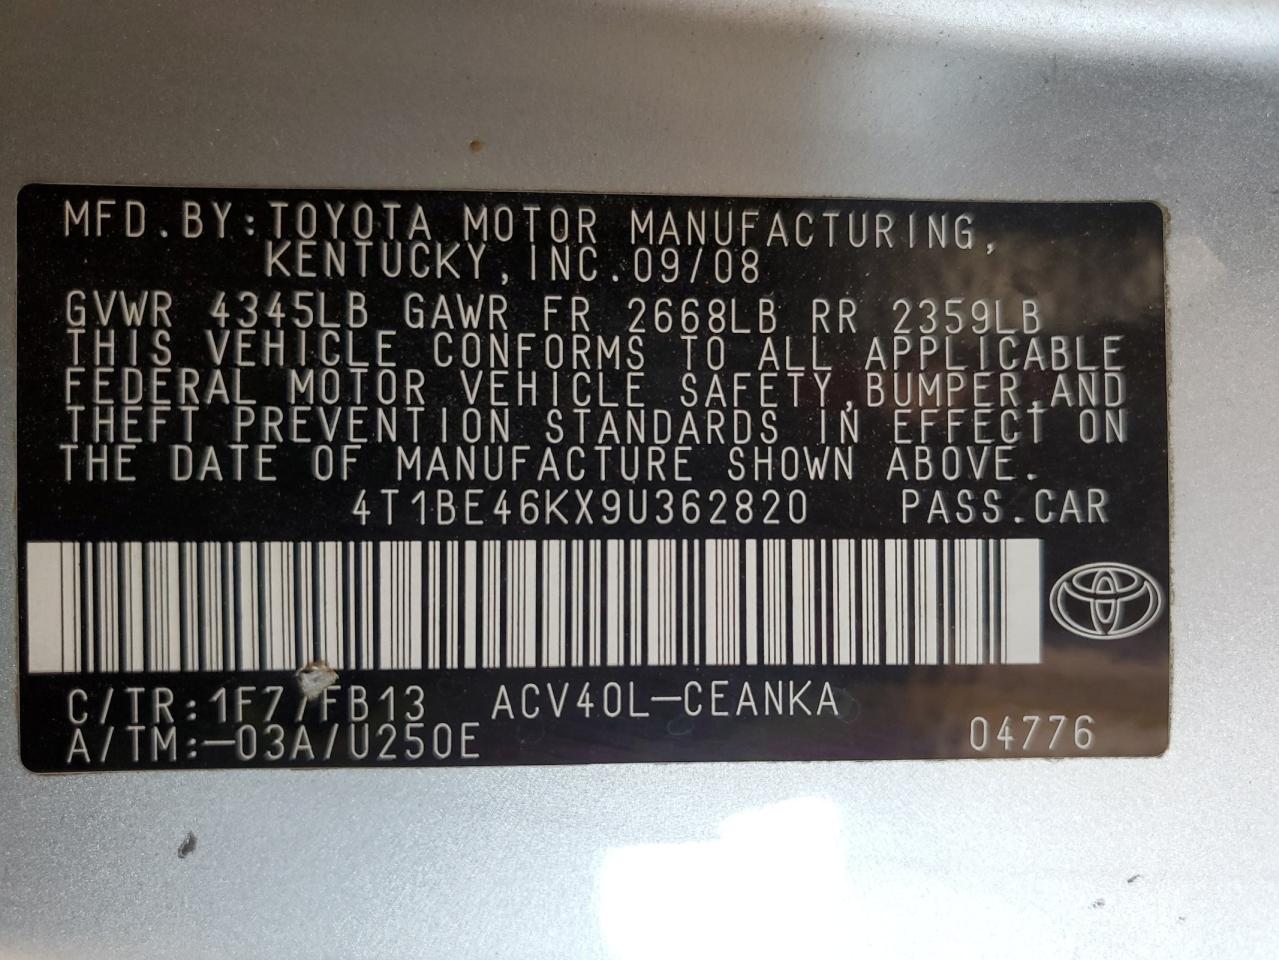 MFD.BY:TOYOTA MOTOR MANUFACTURING,
KENTUCKY,INC.09/08
GVWR 4345LB GAWR FR 2668LB RR 2359LB
THIS VEHICLE CONFORMS TO ALL APPLICABLE
FEDERAL MOTOR VEHICLE SAFETY,BUMPER,AND
THEFT PREVENTION STANDARDS IN EFFECT ON
THE DATE OF MANUFACTURE SHOWN ABOVE.
4T1BE46KX9U362820 PASS.CAR
C/TR:1F7/FB13 ACV40L-CEANKA
A/TM:-03A/U250E 04776